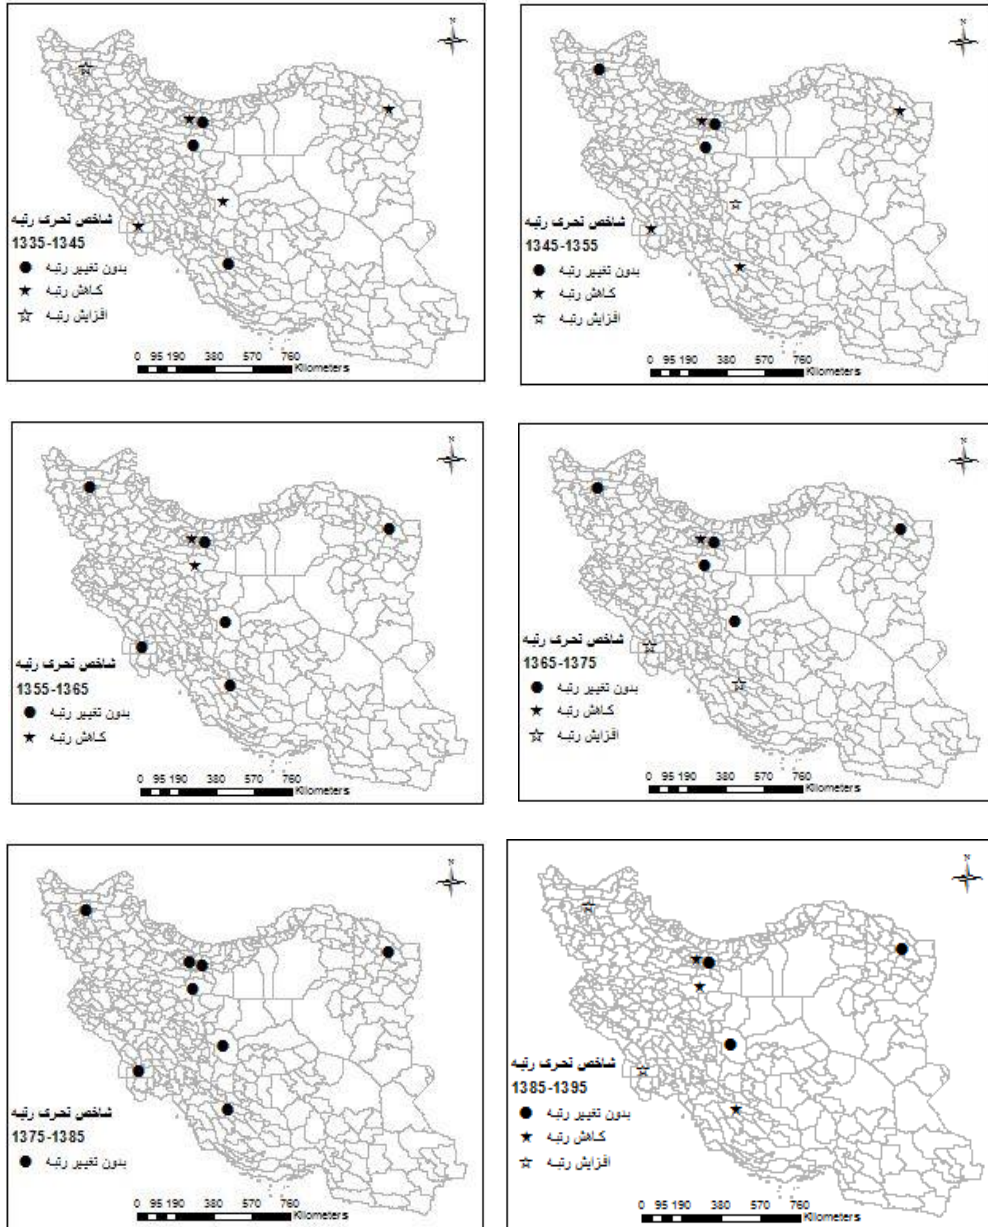 N
شاخص تحرک رتبه
1335-1345
بدون تغییر رتبه
کاهش رتبه
افزایش رتبه
0 95 190 380 570 760
Kilometers
N
شاخص تحرک رتبه
1345-1355
بدون تغییر رتبه
کاهش رتبه
افزایش رتبه
0 95 190 380 570 760
Kilometers
N
شاخص تحرک رتبه
1355-1365
بدون تغییر رتبه
کاهش رتبه
0 95 190 380 570 760
Kilometers
N
شاخص تحرک رتبه
1365-1375
بدون تغییر رتبه
کاهش رتبه
افزایش رتبه
0 95 190 380 570 760
Kilometers
N
شاخص تحرک رتبه
1375-1385
بدون تغییر رتبه
0 95 190 380 570 760
Kilometers
N
شاخص تحرک رتبه
1385-1395
بدون تغییر رتبه
کاهش رتبه
افزایش رتبه
0 95 190 380 570 760
Kilometers